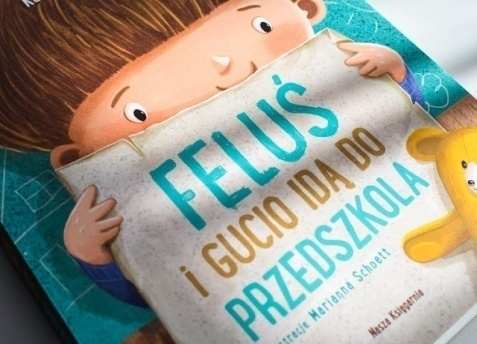 FELUŚ
i GUCIO IDĄ DO
PRZEDSZKOLA
Marianna Schoett
Nasza Księgarnia